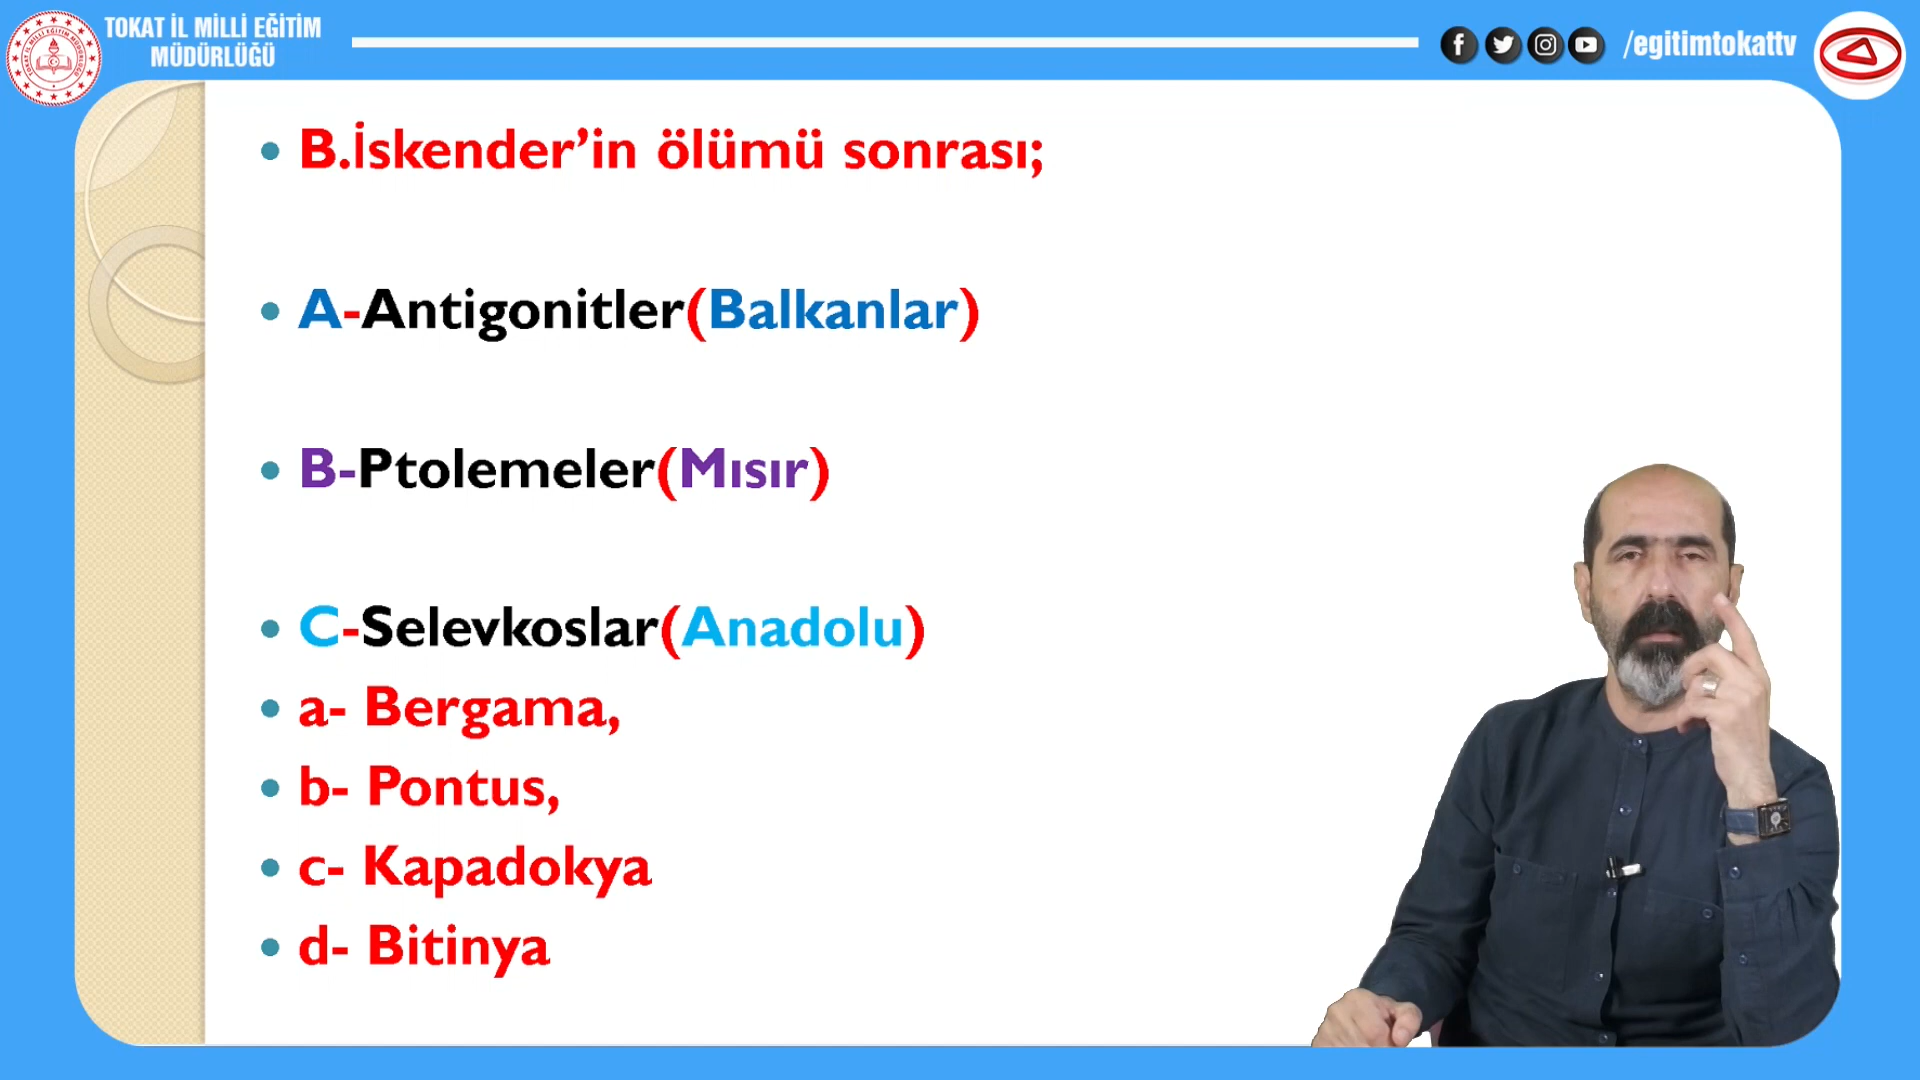 TOKAT İL MİLLİ EĞİTİM
MÜDÜRLÜĞÜ
/egitimtokattv
B.İskender’in ölümü sonrası;
A-Antigonitler(Balkanlar)
B-Ptolemeler(Mısır)
C-Selevkoslar(Anadolu)
a- Bergama,
b- Pontus,
c- Kapadokya
d- Bitinya